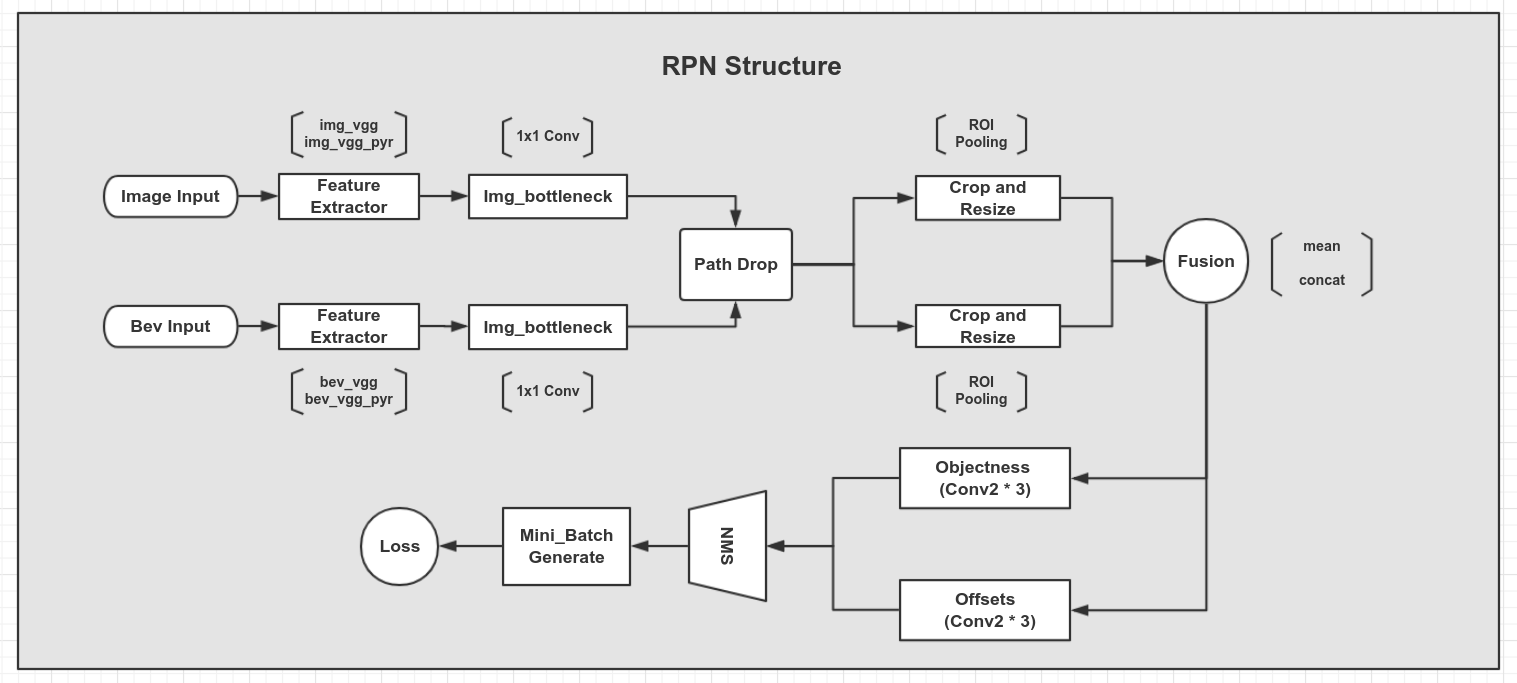 RPN Structure
img_vgg
img_vgg_pyr
1x1 Conv
ROI
Pooling
Image Input
Feature
Extractor
Img_bottleneck
Crop and
Resize
Path Drop
Fusion
mean
concat
Bev Input
Feature
Extractor
Img_bottleneck
Crop and
Resize
bev_vgg
bev_vgg_pyr
1x1 Conv
ROI
Pooling
Objectness
(Conv2 * 3)
Loss
Mini_Batch
Generate
NMS
Offsets
(Conv2 * 3)